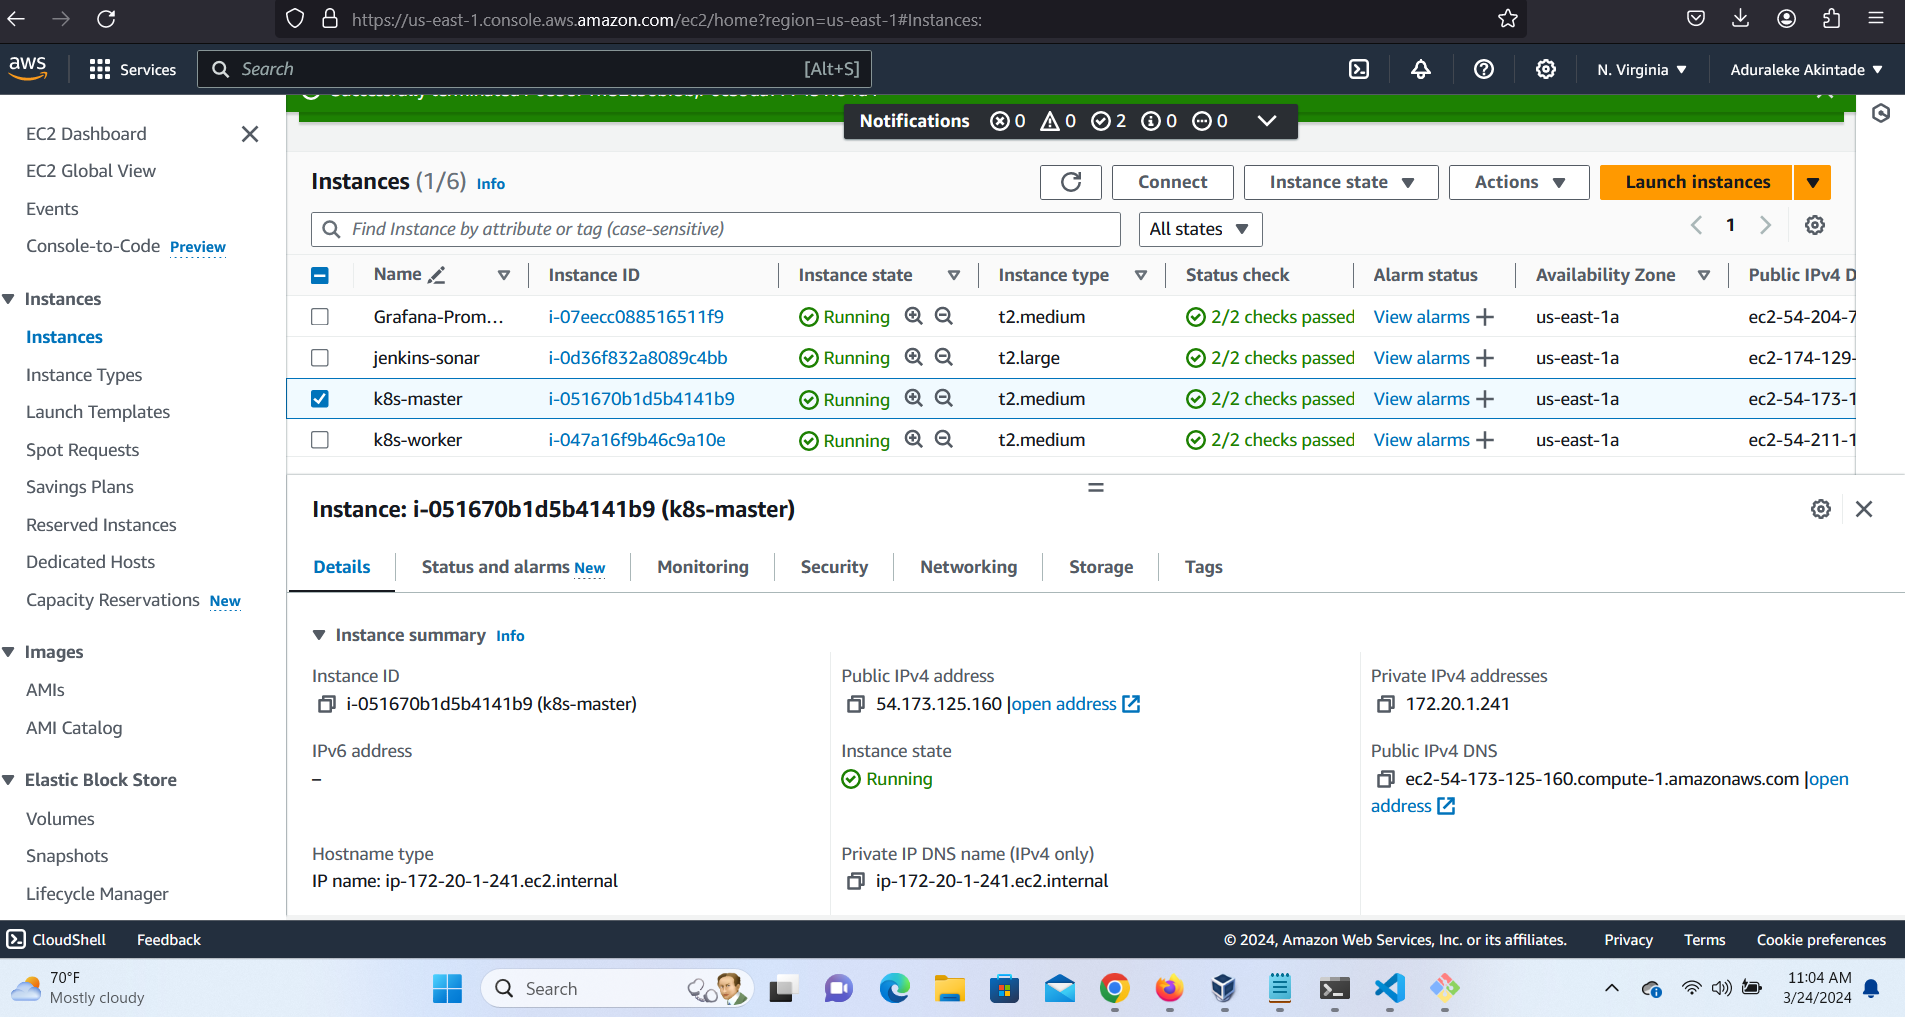 https://us-east-1.console.aws.amazon.com/ec2/home?region=us-east-1#Instances:
aws Services Search [Alt+S] N. Virginia Aduraleke Akintade
Successfully terminated
Notifications 0 0 2 0 0
EC2 Dashboard
EC2 Global View
Events
Console-to-Code Preview
Instances
Instances
Instance Types
Launch Templates
Spot Requests
Savings Plans
Reserved Instances
Dedicated Hosts
Capacity Reservations New
Images
AMIs
AMI Catalog
Elastic Block Store
Volumes
Snapshots
Lifecycle Manager
Instances (1/6) Info Connect Instance state Actions Launch instances
Find Instance by attribute or tag (case-sensitive) All states 1
Name Instance ID Instance state Instance type Status check Alarm status Availability Zone Public IPv4 D
Grafana-Prom... i-07eecc088516511f9 Running t2.medium 2/2 checks passed View alarms + us-east-1a ec2-54-204-7
jenkins-sonar i-0d36f832a8089c4bb Running t2.large 2/2 checks passed View alarms + us-east-1a ec2-174-129-
k8s-master i-051670b1d5b4141b9 Running t2.medium 2/2 checks passed View alarms + us-east-1a ec2-54-173-1
k8s-worker i-047a16f9b46c9a10e Running t2.medium 2/2 checks passed View alarms + us-east-1a ec2-54-211-1
Instance: i-051670b1d5b4141b9 (k8s-master)
Details Status and alarms New Monitoring Security Networking Storage Tags
Instance summary Info
Instance ID
i-051670b1d5b4141b9 (k8s-master)
Public IPv4 address
54.173.125.160 |open address
Private IPv4 addresses
172.20.1.241
IPv6 address
–
Instance state
Running
Public IPv4 DNS
ec2-54-173-125-160.compute-1.amazonaws.com |open
address
Hostname type
IP name: ip-172-20-1-241.ec2.internal
Private IP DNS name (IPv4 only)
ip-172-20-1-241.ec2.internal
CloudShell Feedback © 2024, Amazon Web Services, Inc. or its affiliates. Privacy Terms Cookie preferences
70°F
Mostly cloudy
Search
11:04 AM
3/24/2024